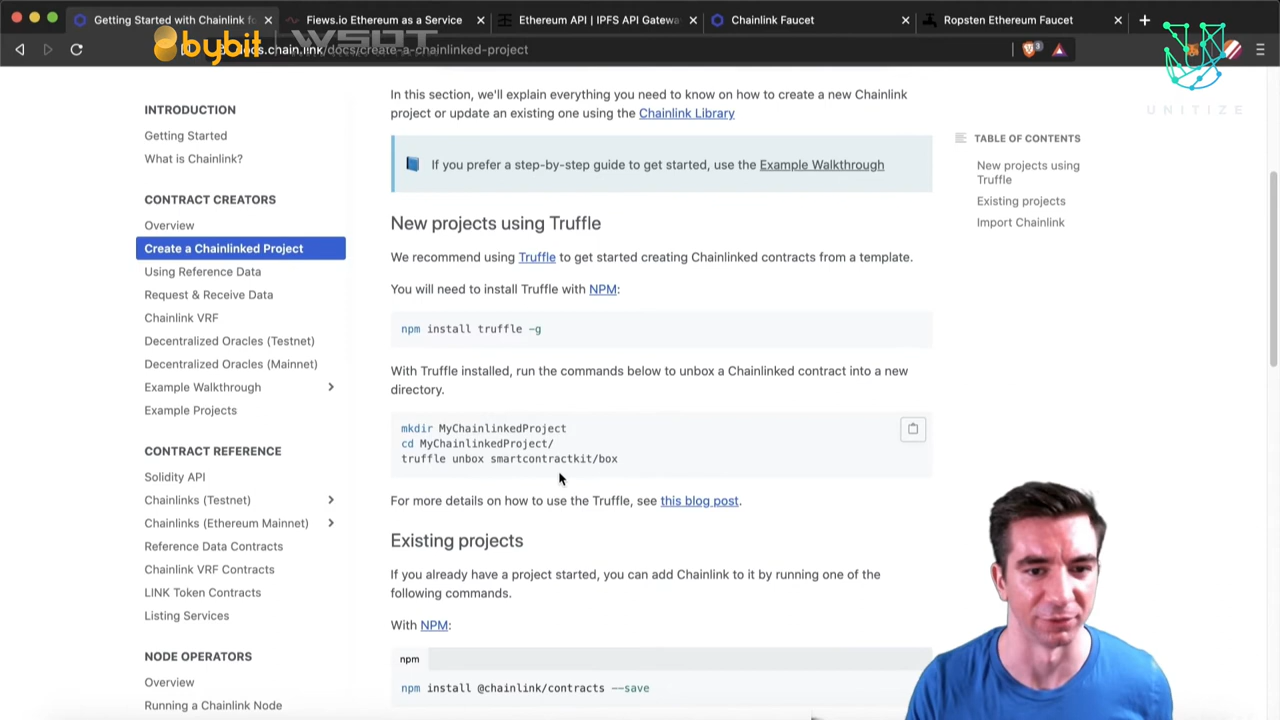 Getting Started with Chainlink fo
Fiews.io Ethereum as a Service
Ethereum API | IPFS API Gatewa
Chainlink Faucet
Ropsten Ethereum Faucet
bybit
WSOT
docs.chain.link/docs/create-a-chainlinked-project
3
UNITIZE
INTRODUCTION
Getting Started
What is Chainlink?
CONTRACT CREATORS
Overview
Create a Chainlinked Project
Using Reference Data
Request & Receive Data
Chainlink VRF
Decentralized Oracles (Testnet)
Decentralized Oracles (Mainnet)
Example Walkthrough
Example Projects
CONTRACT REFERENCE
Solidity API
Chainlinks (Testnet)
Chainlinks (Ethereum Mainnet)
Reference Data Contracts
Chainlink VRF Contracts
LINK Token Contracts
Listing Services
NODE OPERATORS
Overview
Running a Chainlink Node
In this section, we'll explain everything you need to know on how to create a new Chainlink
project or update an existing one using the Chainlink Library
If you prefer a step-by-step guide to get started, use the Example Walkthrough
New projects using Truffle
We recommend using Truffle to get started creating Chainlinked contracts from a template.
You will need to install Truffle with NPM:
npm install truffle -g
With Truffle installed, run the commands below to unbox a Chainlinked contract into a new
directory.
mkdir MyChainlinkedProject
cd MyChainlinkedProject/
truffle unbox smartcontractkit/box
For more details on how to use the Truffle, see this blog post.
Existing projects
If you already have a project started, you can add Chainlink to it by running one of the
following commands.
With NPM:
npm
npm install @chainlink/contracts --save
TABLE OF CONTENTS
New projects using
Truffle
Existing projects
Import Chainlink